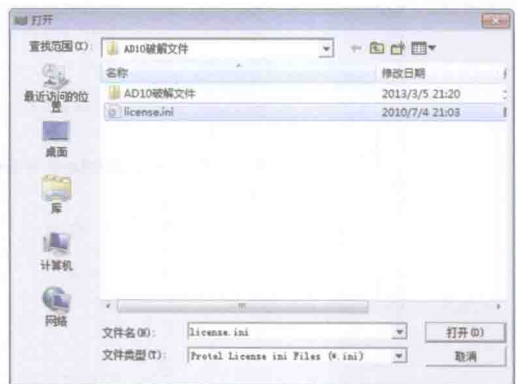 打开
查找范围(I):
AD10破解文件
名称
修改日期
AD10破解文件
2013/3/5 21:20
license.ini
2010/7/4 21:03
最近访问的位置
桌面
库
计算机
网络
文件名(N):
license.ini
打开(O)
文件类型(T):
Protel License ini Files (*.ini)
取消